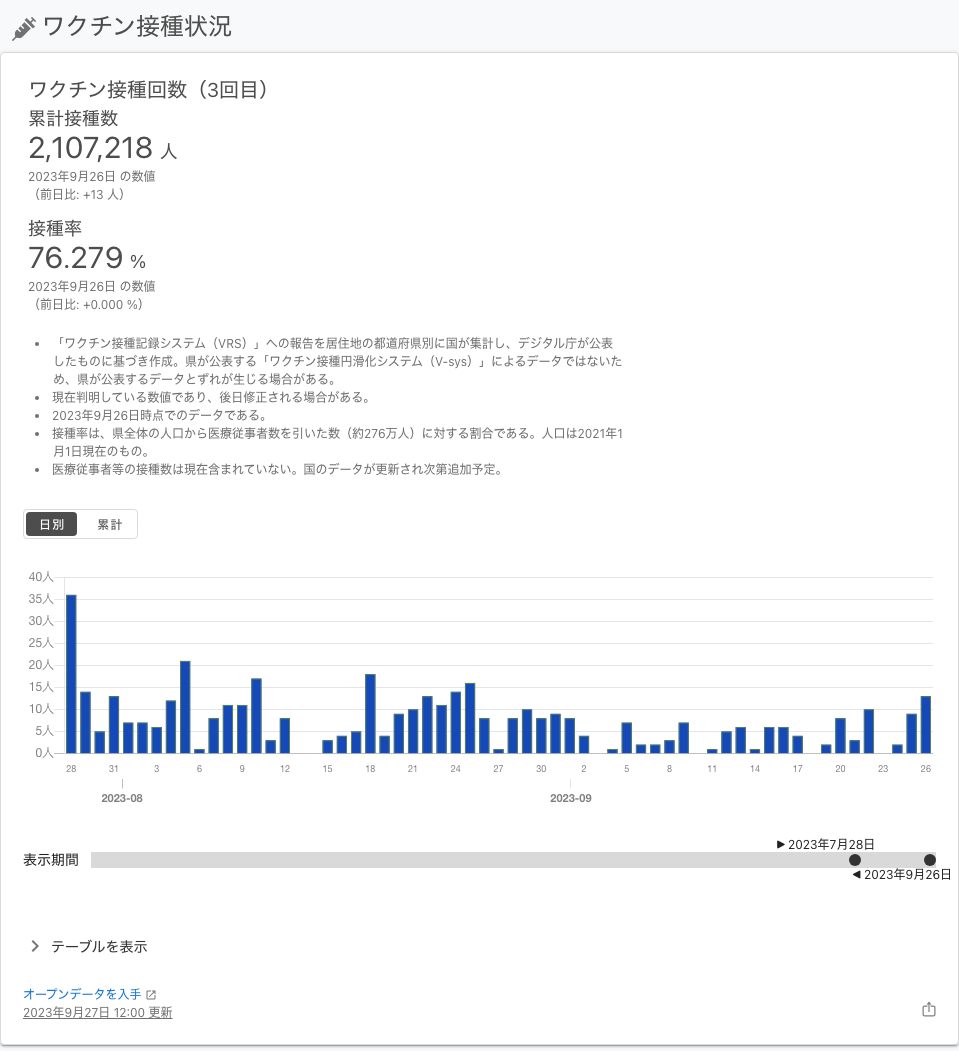 ワクチン接種状況
ワクチン接種回数（3回目）
累計接種数
2,107,218 人
2023年9月26日 の数値
（前日比: +13 人）
接種率
76.279 %
2023年9月26日 の数値
（前日比: +0.000 %）
• 「ワクチン接種記録システム（VRS）」への報告を居住地の都道府県別に国が集計し、デジタル庁が公表
したものに基づき作成。県が公表する「ワクチン接種円滑化システム（V-sys）」によるデータではないた
め、県が公表するデータとずれが生じる場合がある。
• 現在判明している数値であり、後日修正される場合がある。
• 2023年9月26日時点でのデータである。
• 接種率は、県全体の人口から医療従事者数を引いた数（約276万人）に対する割合である。人口は2021年1
月1日現在のもの。
• 医療従事者等の接種数は現在含まれていない。国のデータが更新され次第追加予定。
日別 累計
40人
35人
30人
25人
20人
15人
10人
5人
0人
28 31 3 6 9 12 15 18 21 24 27 30 2 5 8 11 14 17 20 23 26
2023-08 2023-09
▶ 2023年7月28日
表示期間
◀ 2023年9月26日
テーブルを表示
オープンデータを入手
2023年9月27日 12:00 更新